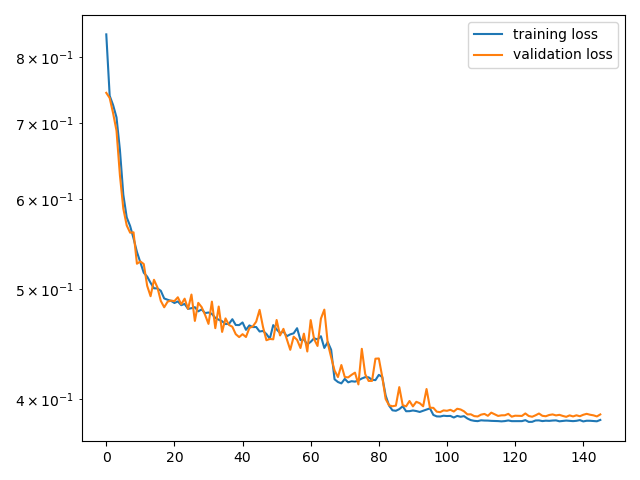 training loss
validation loss
8 × 10⁻¹
7 × 10⁻¹
6 × 10⁻¹
5 × 10⁻¹
4 × 10⁻¹
0 20 40 60 80 100 120 140